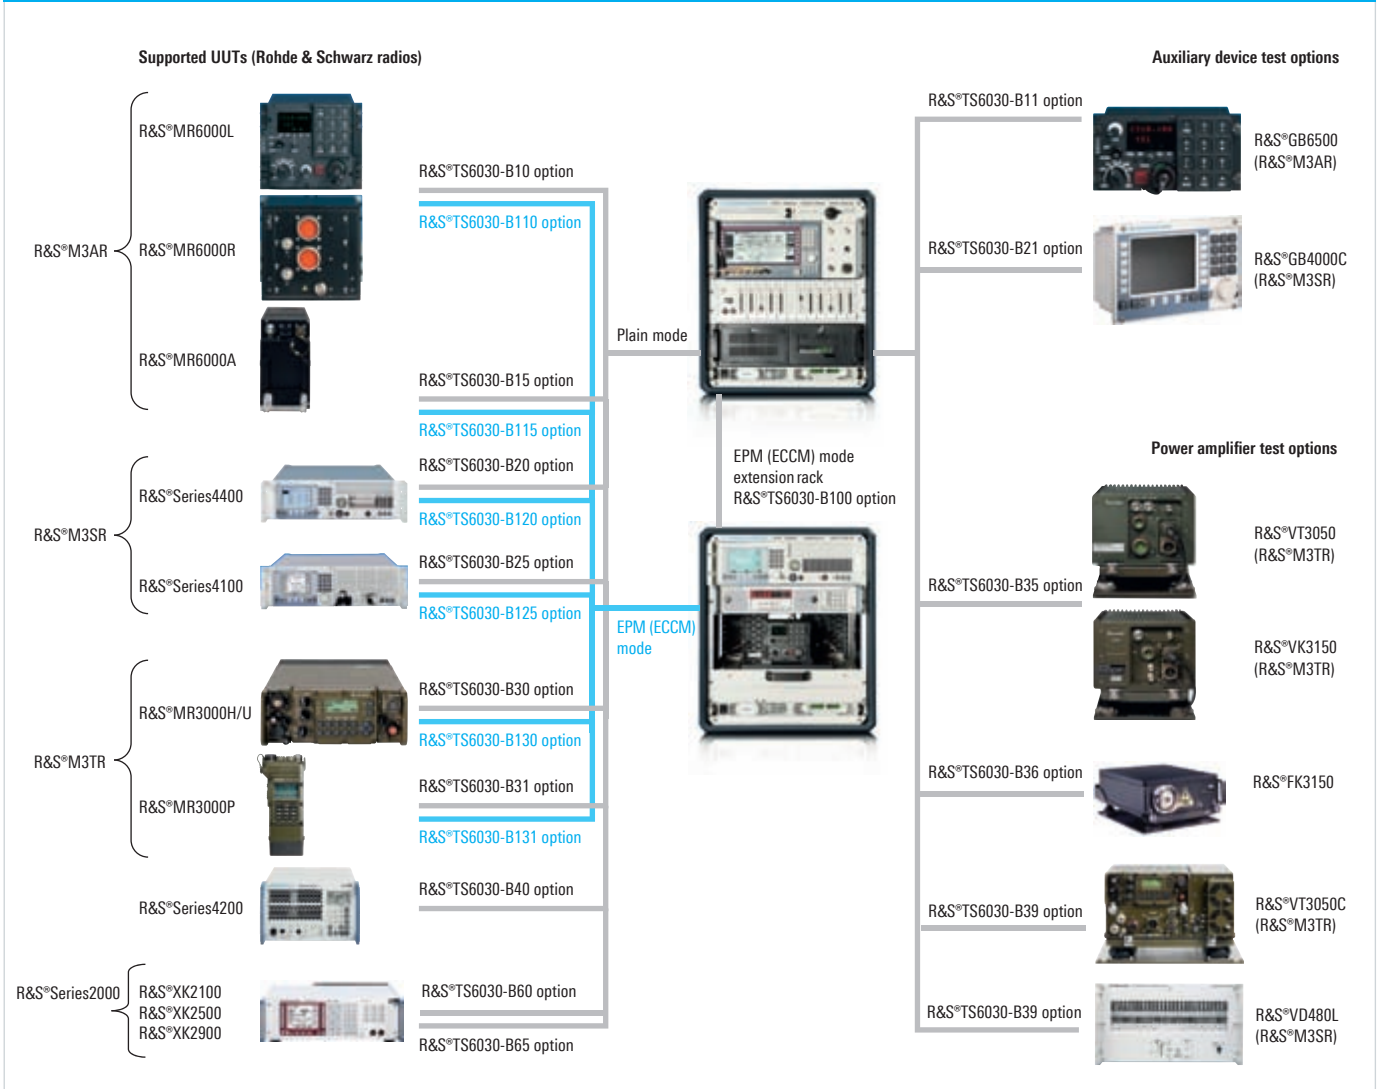 Supported UUTs (Rohde & Schwarz radios)
Auxiliary device test options
R&S®M3AR
R&S®MR6000L
R&S®MR6000R
R&S®MR6000A
R&S®TS6030-B10 option
R&S®TS6030-B110 option
R&S®TS6030-B15 option
R&S®TS6030-B115 option
R&S®M3SR
R&S®Series4400
R&S®Series4100
R&S®TS6030-B20 option
R&S®TS6030-B120 option
R&S®TS6030-B25 option
R&S®TS6030-B125 option
R&S®M3TR
R&S®MR3000H/U
R&S®MR3000P
R&S®TS6030-B30 option
R&S®TS6030-B130 option
R&S®TS6030-B31 option
R&S®TS6030-B131 option
R&S®Series4200
R&S®TS6030-B40 option
R&S®Series2000
R&S®XK2100
R&S®XK2500
R&S®XK2900
R&S®TS6030-B60 option
R&S®TS6030-B65 option
Plain mode
EPM (ECCM) mode
extension rack
R&S®TS6030-B100 option
EPM (ECCM)
mode
R&S®TS6030-B11 option
R&S®GB6500
(R&S®M3AR)
R&S®TS6030-B21 option
R&S®GB4000C
(R&S®M3SR)
Power amplifier test options
R&S®TS6030-B35 option
R&S®VT3050
(R&S®M3TR)
R&S®VK3150
(R&S®M3TR)
R&S®TS6030-B36 option
R&S®FK3150
R&S®TS6030-B39 option
R&S®VT3050C
(R&S®M3TR)
R&S®TS6030-B39 option
R&S®VD480L
(R&S®M3SR)